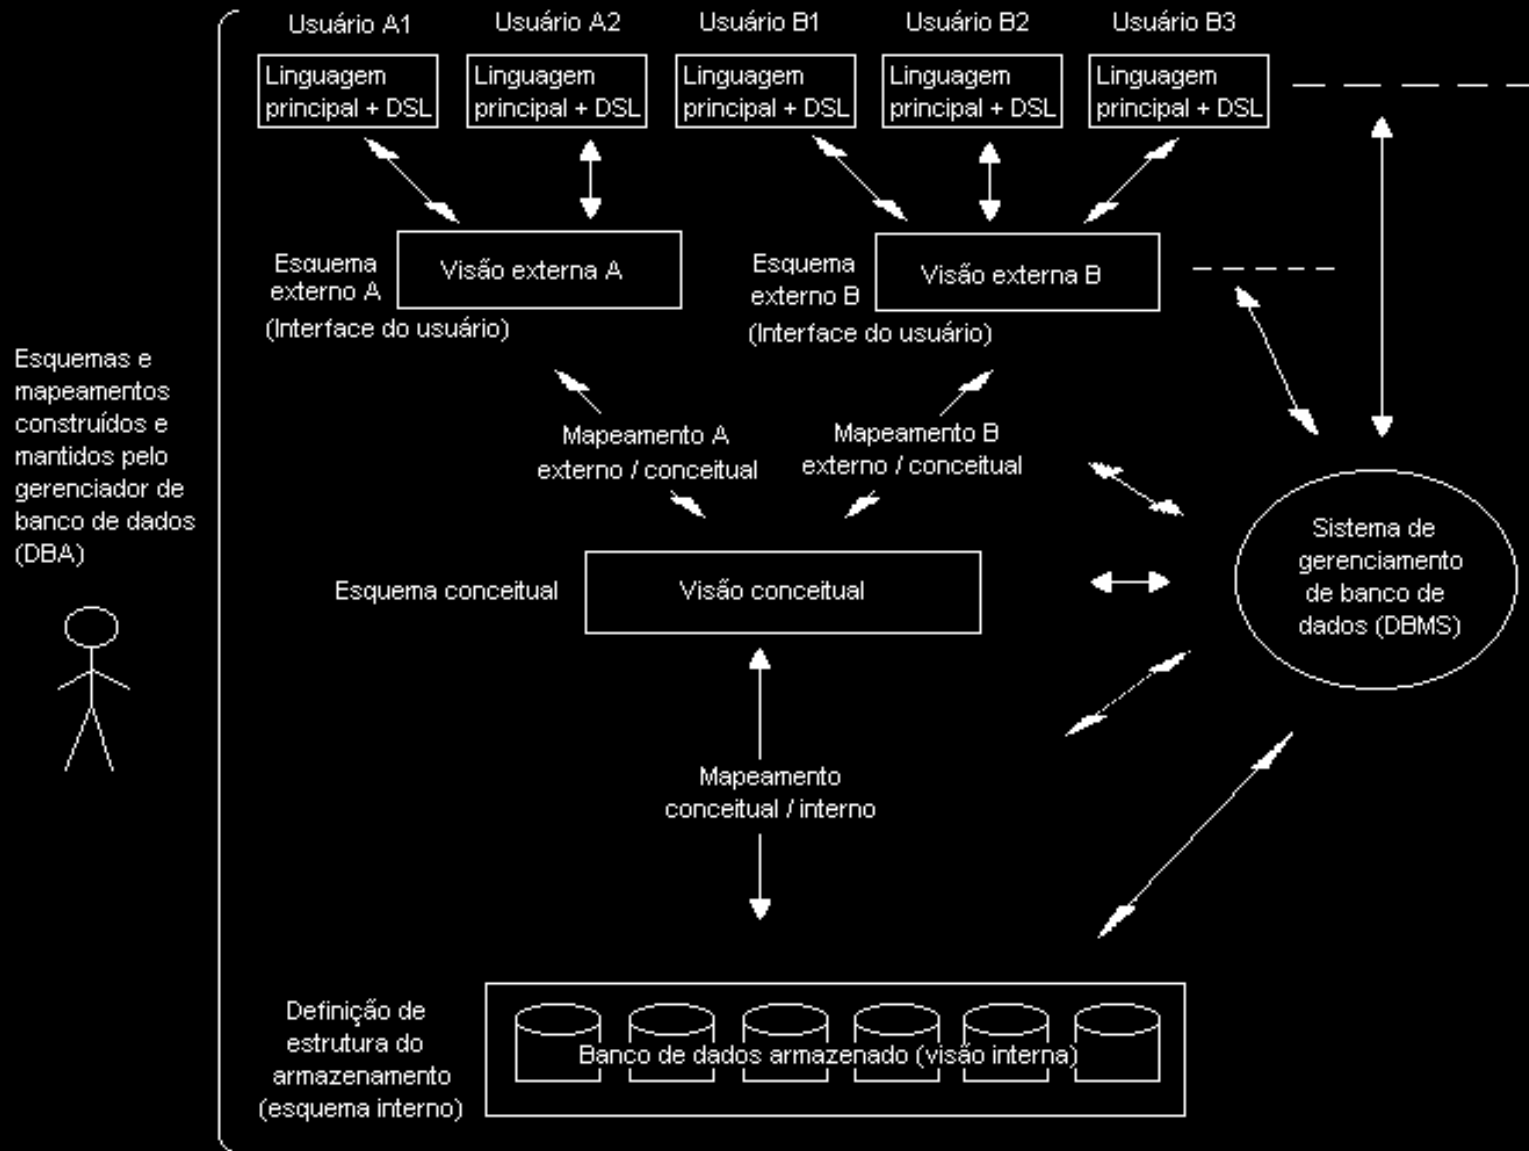 Usuário A1
Usuário A2
Usuário B1
Usuário B2
Usuário B3
Linguagem
principal + DSL
Linguagem
principal + DSL
Linguagem
principal + DSL
Linguagem
principal + DSL
Linguagem
principal + DSL
Esquema
externo A
(Interface do usuário)
Visão externa A
Esquema
externo B
(Interface do usuário)
Visão externa B
Esquemas e
mapeamentos
construídos e
mantidos pelo
gerenciador de
banco de dados
(DBA)
Mapeamento A
externo / conceitual
Mapeamento B
externo / conceitual
Sistema de
gerenciamento
de banco de
dados (DBMS)
Esquema conceitual
Visão conceitual
Mapeamento
conceitual / interno
Definição de
estrutura do
armazenamento
(esquema interno)
Banco de dados armazenado (visão interna)